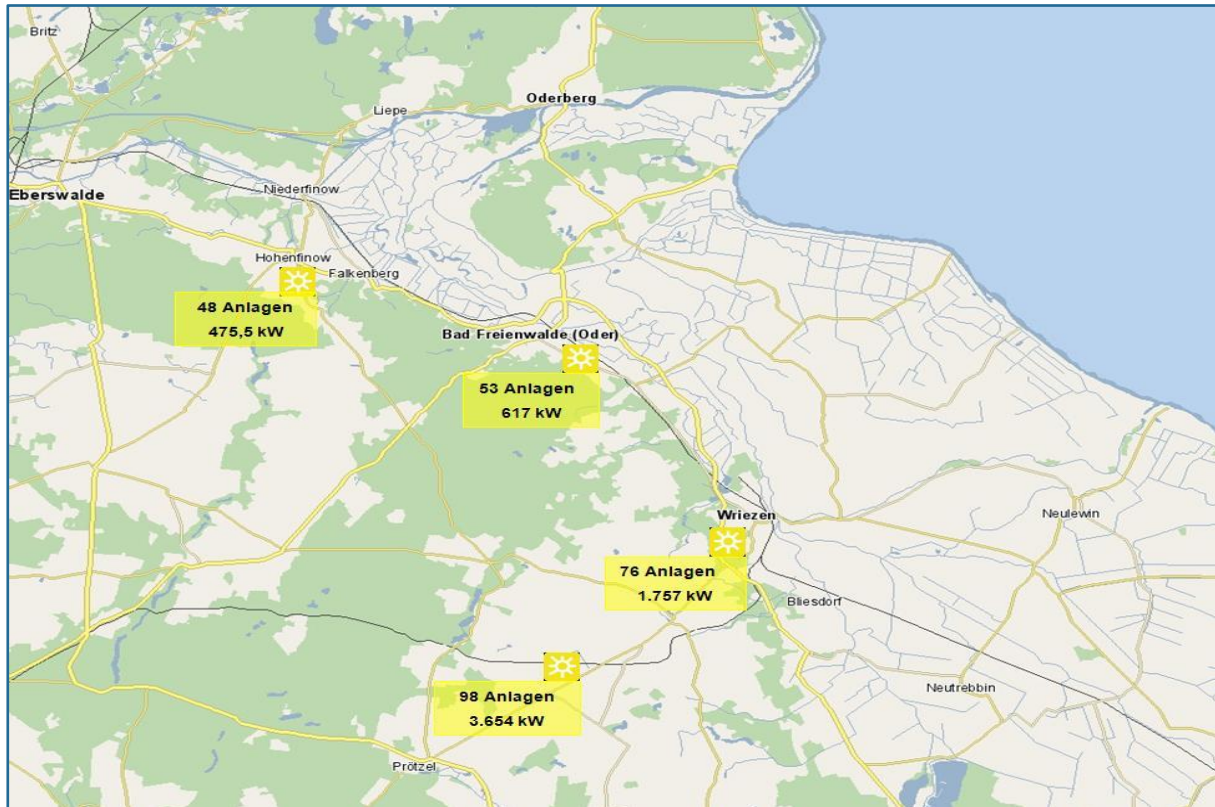 Britz
Oderberg
Liepe
Niederfinow
Eberswalde
Hohenfinow
Falkenberg
48 Anlagen
475,5 kW
Bad Freienwalde (Oder)
53 Anlagen
617 kW
Wriezen
Neulewin
76 Anlagen
1.757 kW
Bliesdorf
98 Anlagen
3.654 kW
Neutrebbin
Prötzel